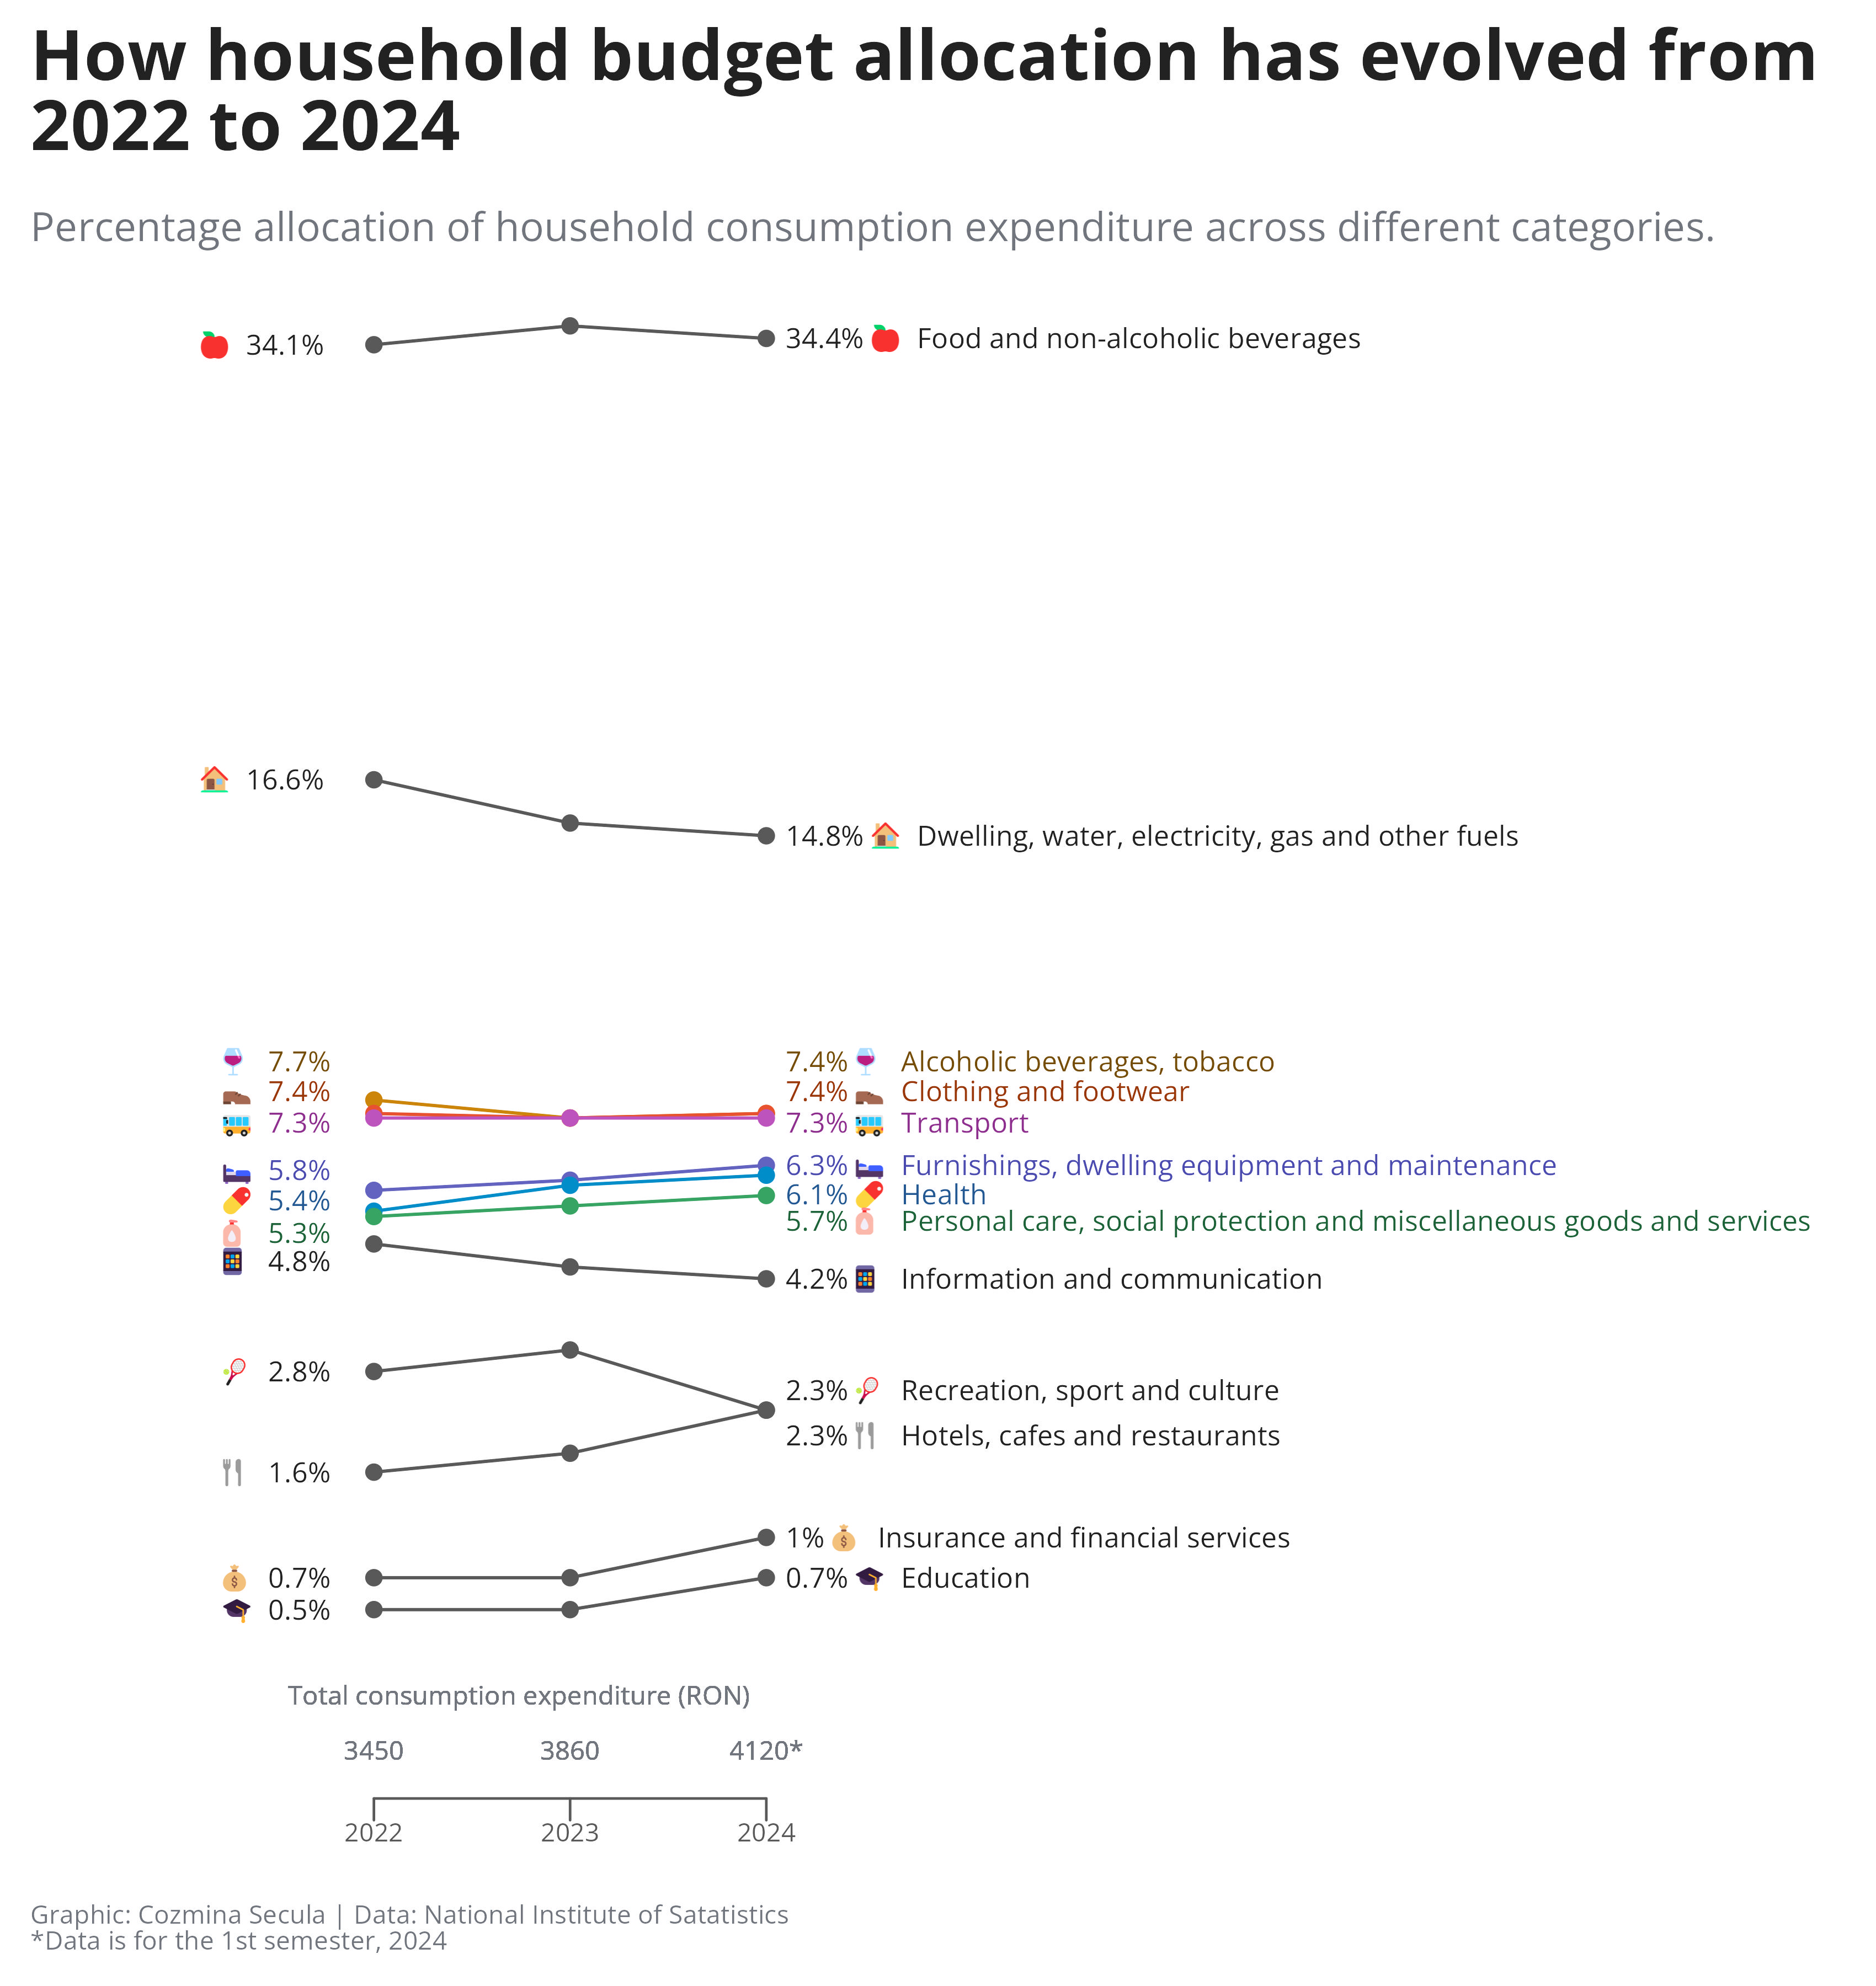 How household budget allocation has evolved from
2022 to 2024
Percentage allocation of household consumption expenditure across different categories.
34.1%
34.4% Food and non-alcoholic beverages
16.6%
14.8% Dwelling, water, electricity, gas and other fuels
7.7%
7.4%
7.3%
5.8%
5.4%
5.3%
4.8%
7.4% Alcoholic beverages, tobacco
7.4% Clothing and footwear
7.3% Transport
6.3% Furnishings, dwelling equipment and maintenance
6.1% Health
5.7% Personal care, social protection and miscellaneous goods and services
4.2% Information and communication
2.8%
1.6%
2.3% Recreation, sport and culture
2.3% Hotels, cafes and restaurants
0.7%
0.5%
1% Insurance and financial services
0.7% Education
Total consumption expenditure (RON)
3450 3860 4120*
2022 2023 2024
Graphic: Cozmina Secula | Data: National Institute of Satatistics
*Data is for the 1st semester, 2024